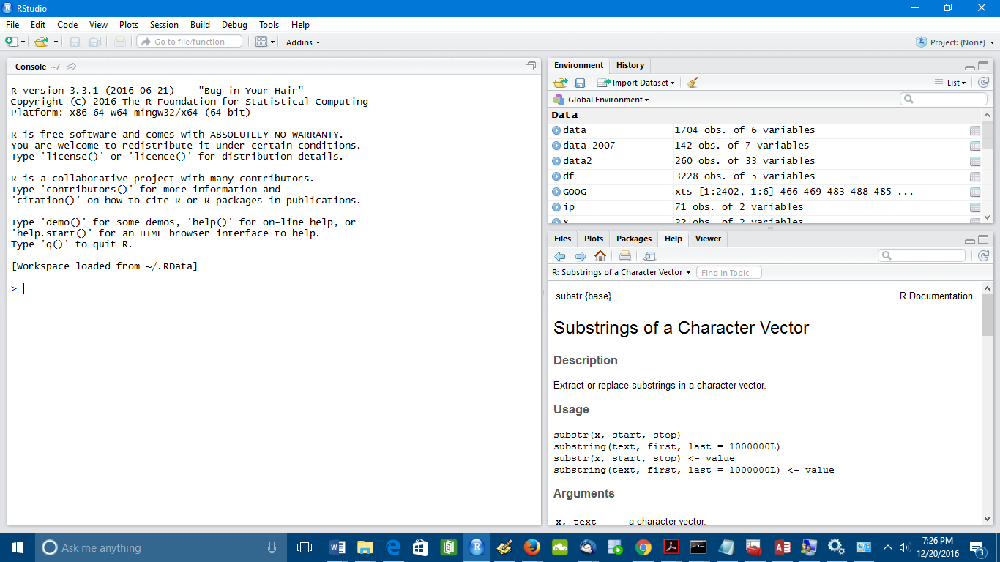 RStudio
File Edit Code View Plots Session Build Debug Tools Help
Go to file/function Addins Project: (None)
Console ~/
R version 3.3.1 (2016-06-21) -- "Bug in Your Hair"
Copyright (C) 2016 The R Foundation for Statistical Computing
Platform: x86_64-w64-mingw32/x64 (64-bit)
R is free software and comes with ABSOLUTELY NO WARRANTY.
You are welcome to redistribute it under certain conditions.
Type 'license()' or 'licence()' for distribution details.
R is a collaborative project with many contributors.
Type 'contributors()' for more information and
'citation()' on how to cite R or R packages in publications.
Type 'demo()' for some demos, 'help()' for on-line help, or
'help.start()' for an HTML browser interface to help.
Type 'q()' to quit R.
[Workspace loaded from ~/.RData]
>
Environment History
Import Dataset List
Global Environment
Data
data 1704 obs. of 6 variables
data_2007 142 obs. of 7 variables
data2 260 obs. of 33 variables
df 3228 obs. of 5 variables
GOOG xts [1:2402, 1:6] 466 469 483 488 485 ...
ip 71 obs. of 2 variables
x 22 obs. of 2 variables
Files Plots Packages Help Viewer
R: Substrings of a Character Vector Find in Topic
substr {base} R Documentation
Substrings of a Character Vector
Description
Extract or replace substrings in a character vector.
Usage
substr(x, start, stop)
substring(text, first, last = 1000000L)
substr(x, start, stop) <- value
substring(text, first, last = 1000000L) <- value
Arguments
x, text a character vector.
Ask me anything
7:26 PM
12/20/2016
3